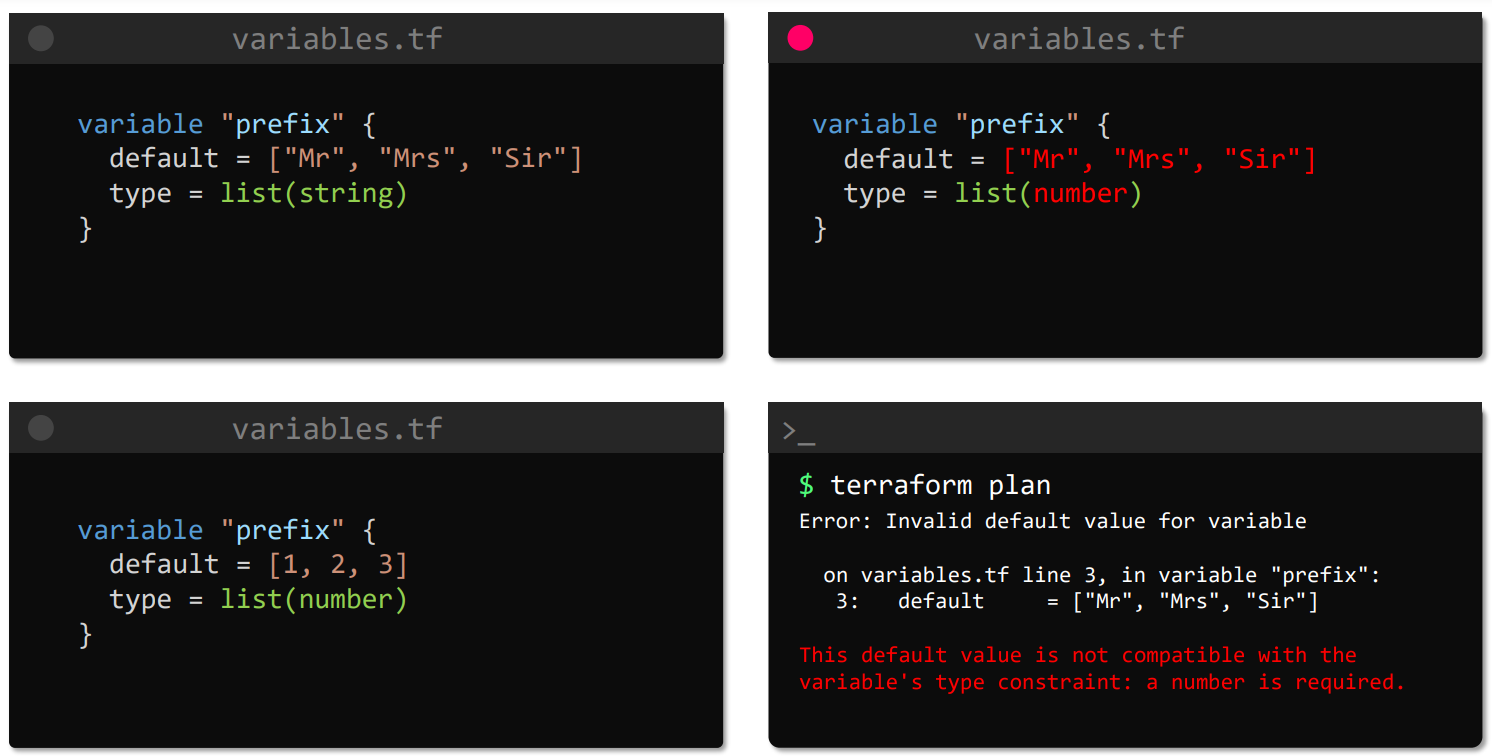 variables.tf
variable "prefix" {
  default = ["Mr", "Mrs", "Sir"]
  type = list(string)
}
variables.tf
variable "prefix" {
  default = ["Mr", "Mrs", "Sir"]
  type = list(number)
}
variables.tf
variable "prefix" {
  default = [1, 2, 3]
  type = list(number)
}
>_
$ terraform plan
Error: Invalid default value for variable
  on variables.tf line 3, in variable "prefix":
   3:   default     = ["Mr", "Mrs", "Sir"]
This default value is not compatible with the
variable's type constraint: a number is required.